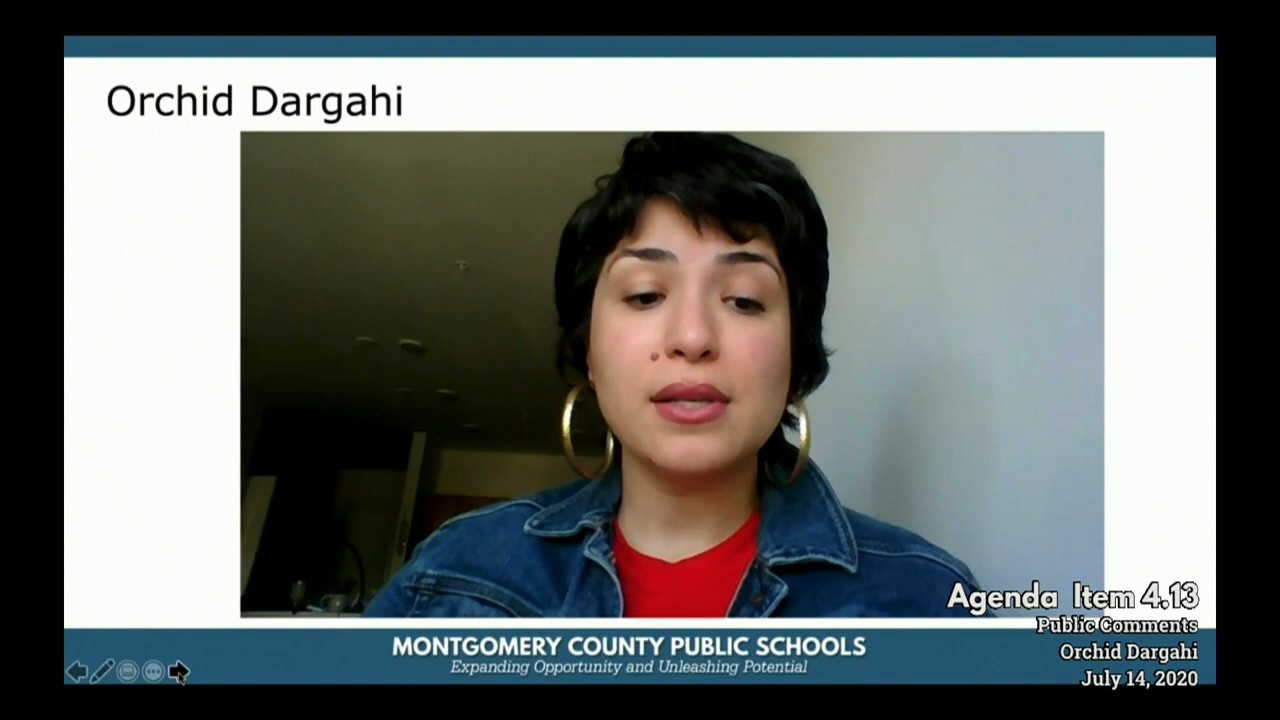 Orchid Dargahi
Agenda Item 4.13
Public Comments
Orchid Dargahi
July 14, 2020
MONTGOMERY COUNTY PUBLIC SCHOOLS
Expanding Opportunity and Unleashing Potential